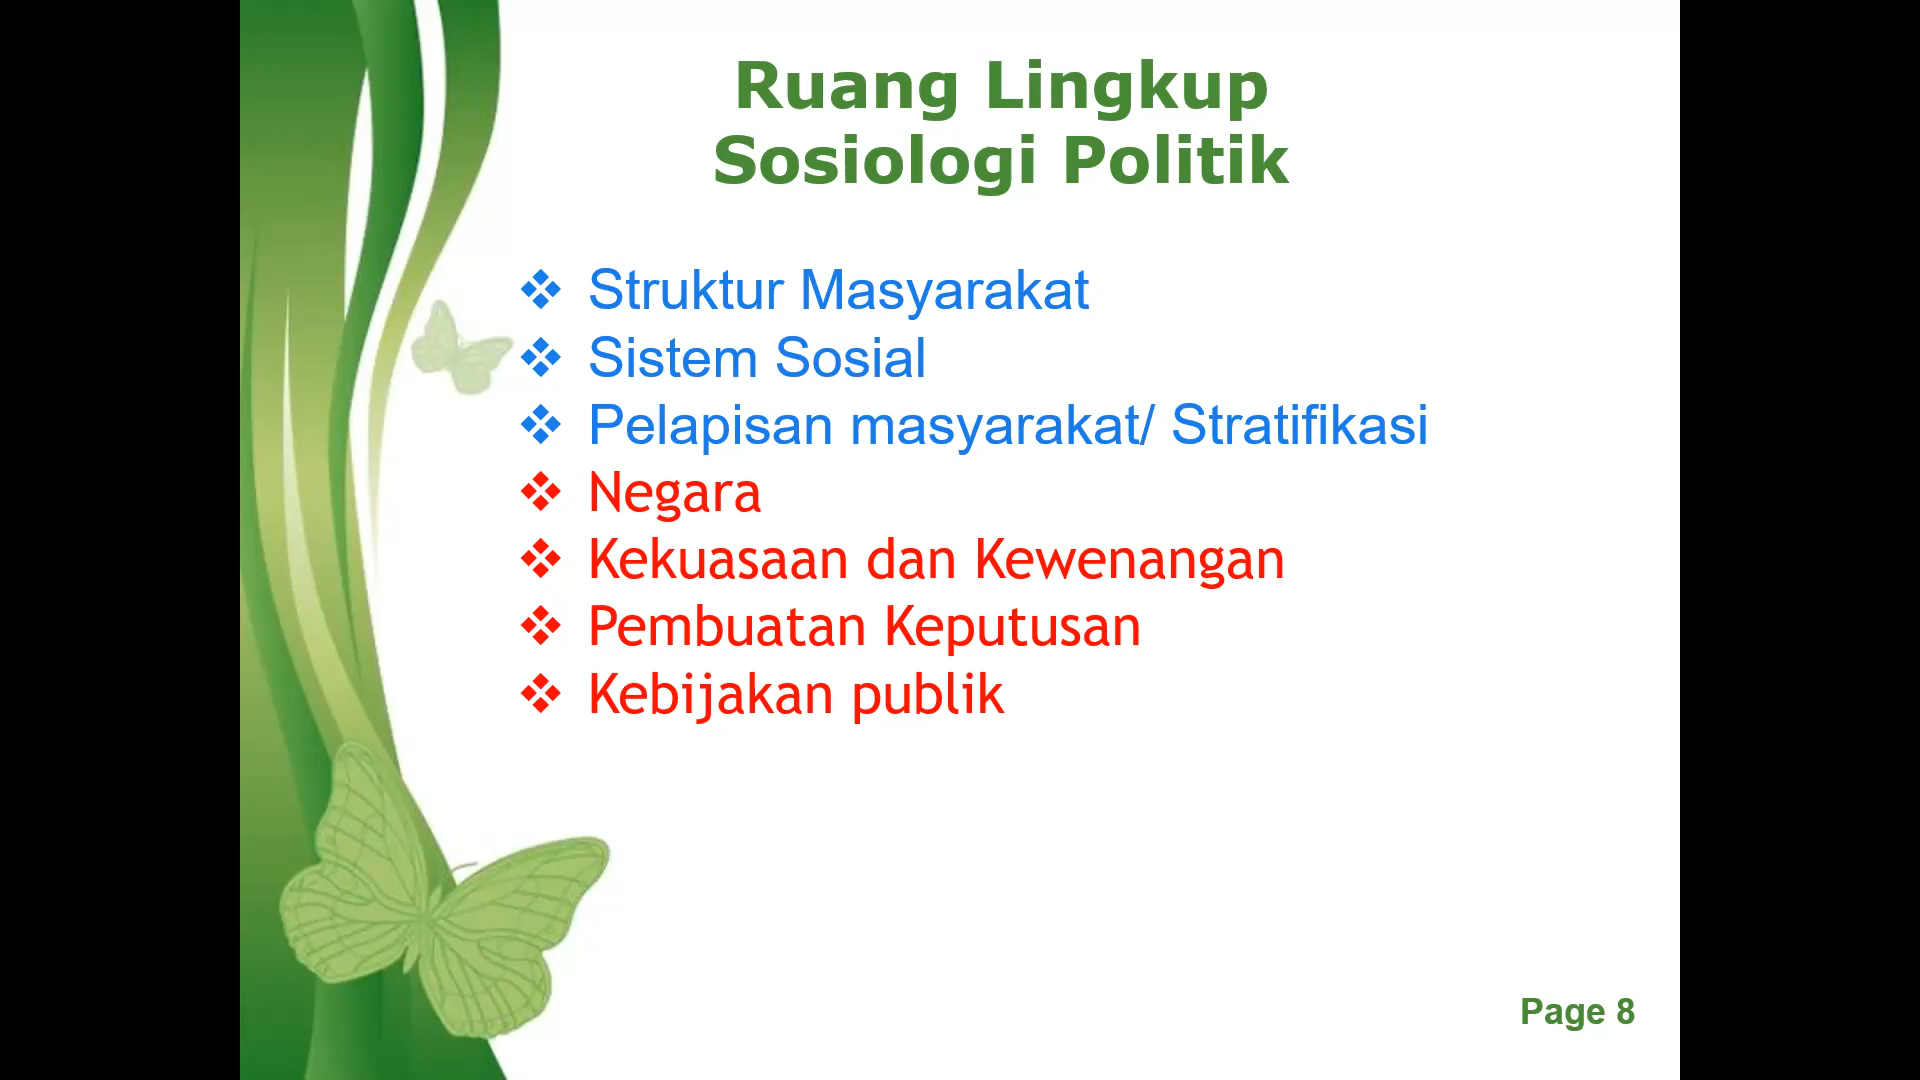 Ruang Lingkup
Sosiologi Politik
Struktur Masyarakat
Sistem Sosial
Pelapisan masyarakat/ Stratifikasi
Negara
Kekuasaan dan Kewenangan
Pembuatan Keputusan
Kebijakan publik
Page 8